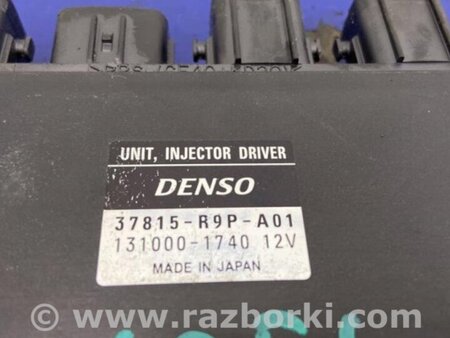 UNIT, INJECTOR DRIVER
DENSO
37815-R9P-A01
131000-1740 12V
MADE IN JAPAN
© www.razborki.com